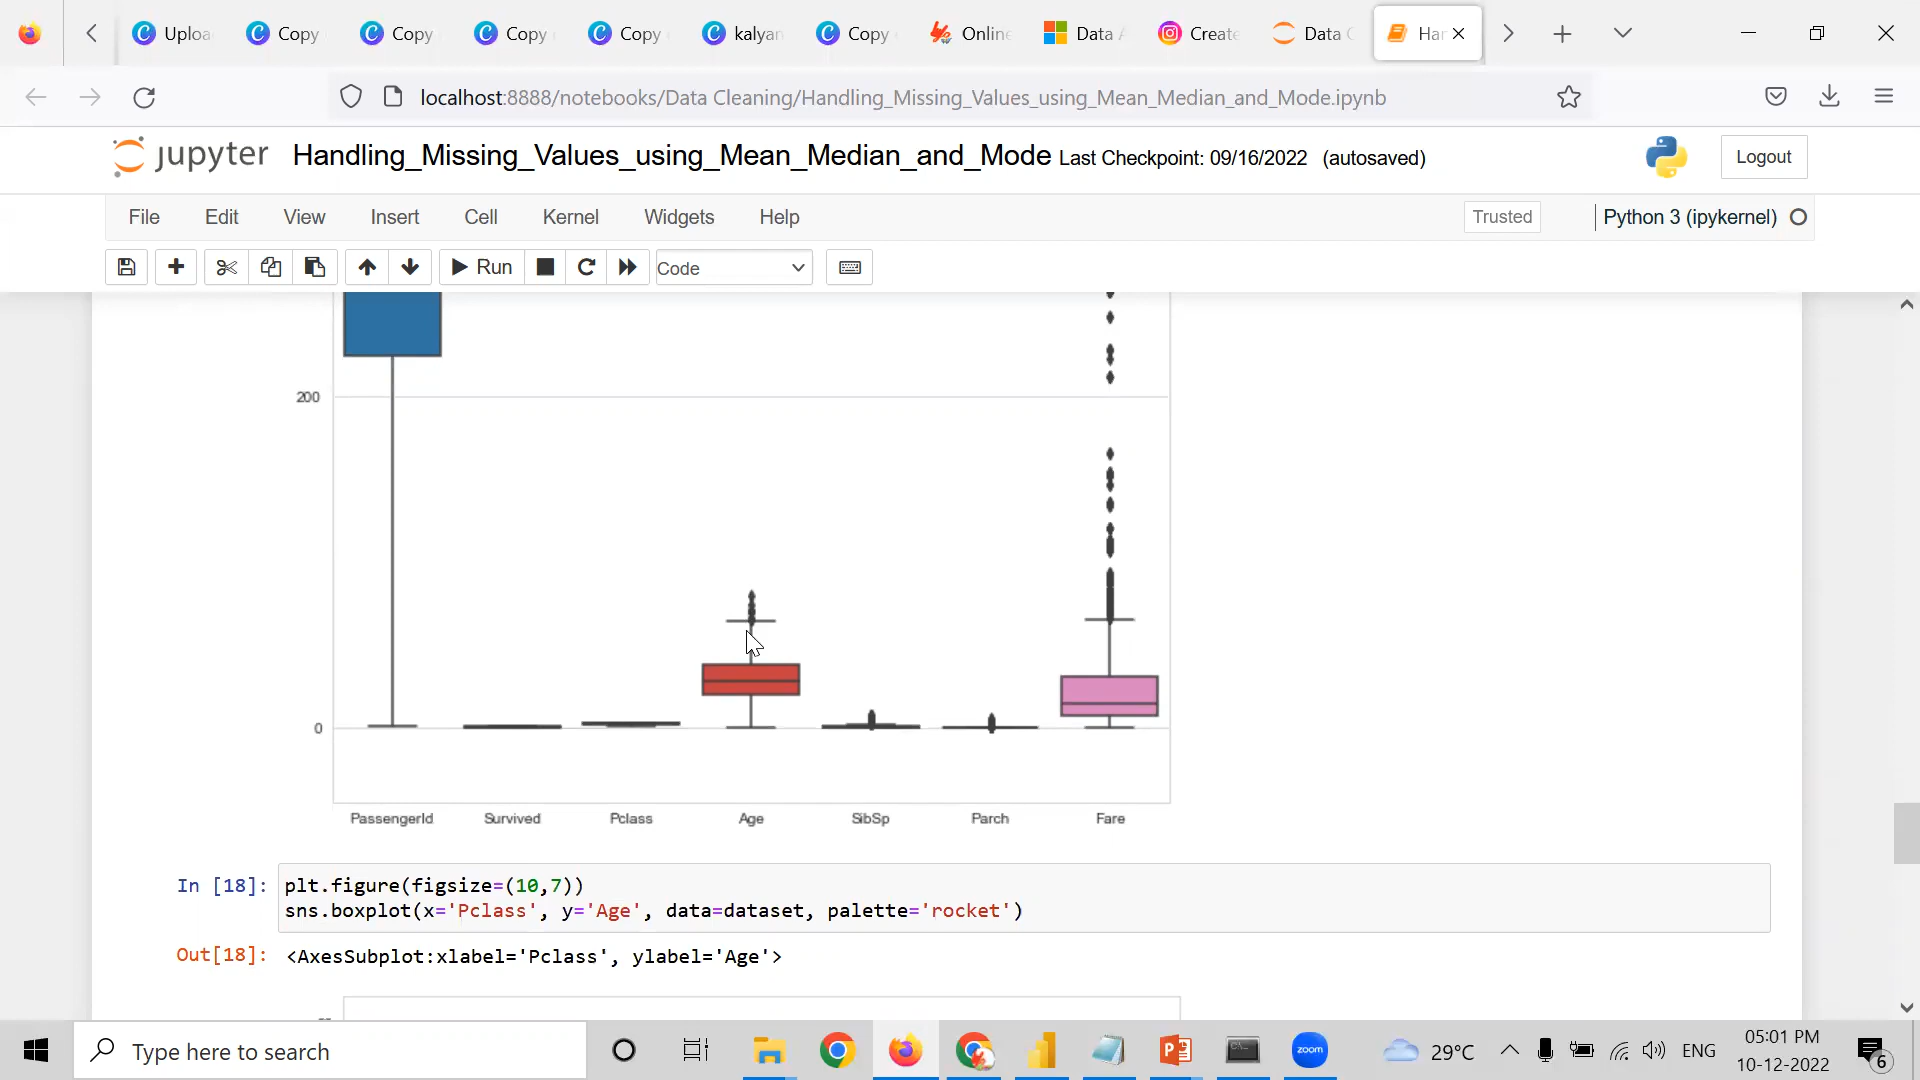 Uploa Copy Copy Copy Copy kalyan Copy Online Data A Create Data C Har
localhost:8888/notebooks/Data Cleaning/Handling_Missing_Values_using_Mean_Median_and_Mode.ipynb
jupyter Handling_Missing_Values_using_Mean_Median_and_Mode Last Checkpoint: 09/16/2022 (autosaved) Logout
File Edit View Insert Cell Kernel Widgets Help Trusted Python 3 (ipykernel)
Run Code
200
0
PassengerId Survived Pclass Age SibSp Parch Fare
In [18]: plt.figure(figsize=(10,7))
sns.boxplot(x='Pclass', y='Age', data=dataset, palette='rocket')
Out[18]: <AxesSubplot:xlabel='Pclass', ylabel='Age'>
Type here to search zoom 29°C ENG 05:01 PM
10-12-2022 6